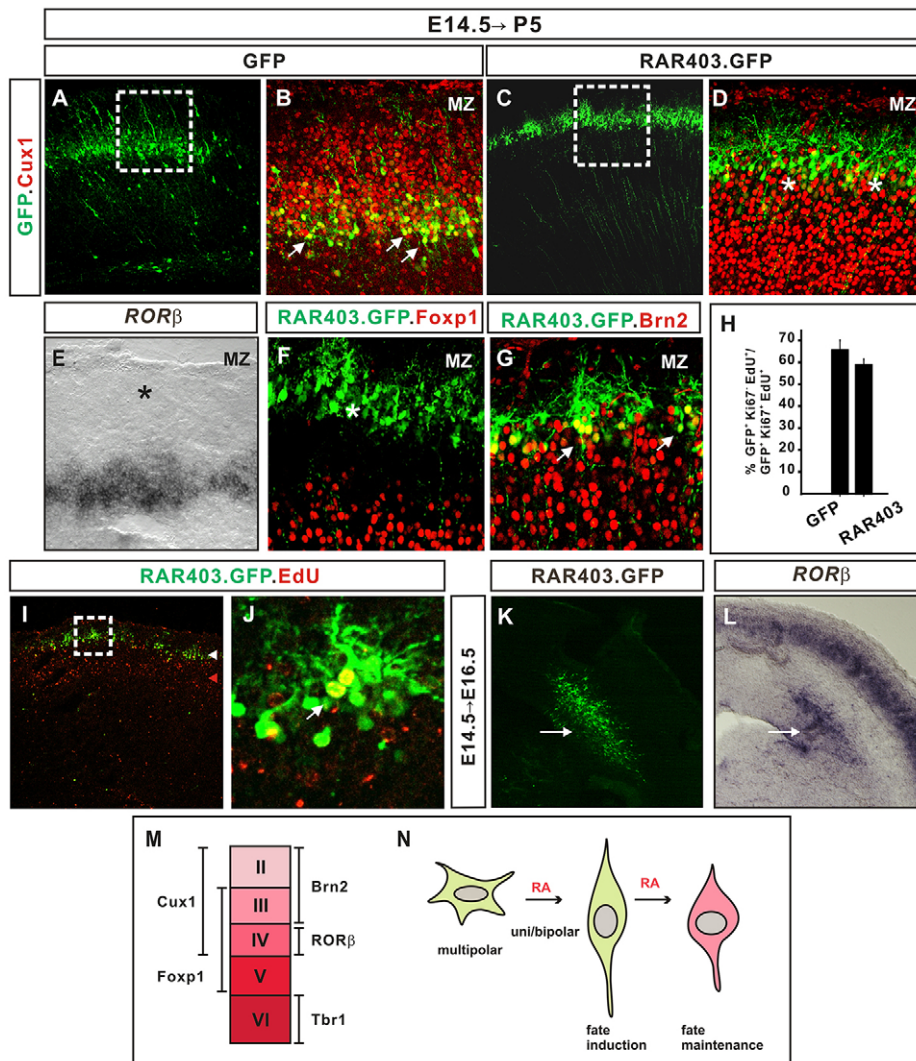 E14.5→ P5
GFP
RAR403.GFP
GFP.Cux1
A
B
MZ
C
D
MZ
RORβ
RAR403.GFP.Foxp1
RAR403.GFP.Brn2
E
MZ
*
F
MZ
*
G
MZ
* *
H
% GFP⁺ Ki67⁻ EdU⁺/
GFP⁺ Ki67⁺ EdU⁺
70
60
50
40
30
20
10
0
GFP
RAR403
RAR403.GFP.EdU
RAR403.GFP
RORβ
I
J
E14.5→E16.5
K
L
M
Cux1
Foxp1
II
III
IV
V
VI
Brn2
RORβ
Tbr1
N
RA
RA
multipolar
uni/bipolar
fate
induction
fate
maintenance